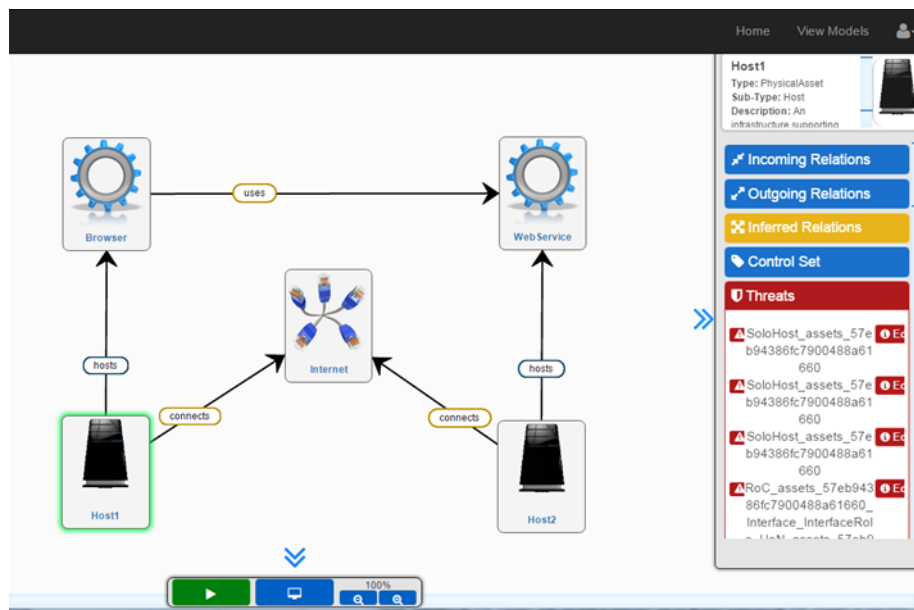 Home View Models
Host1
Type: PhysicalAsset
Sub-Type: Host
Description: An
infrastructure supporting
Incoming Relations
Outgoing Relations
Inferred Relations
Control Set
Threats
SoloHost_assets_57e
b94386fc7900488a61
660
SoloHost_assets_57e
b94386fc7900488a61
660
SoloHost_assets_57e
b94386fc7900488a61
660
RoC_assets_57eb943
86fc7900488a61660_
Interface_InterfaceRol
uses
Browser
WebService
Internet
hosts
hosts
connects
connects
Host1
Host2
100%